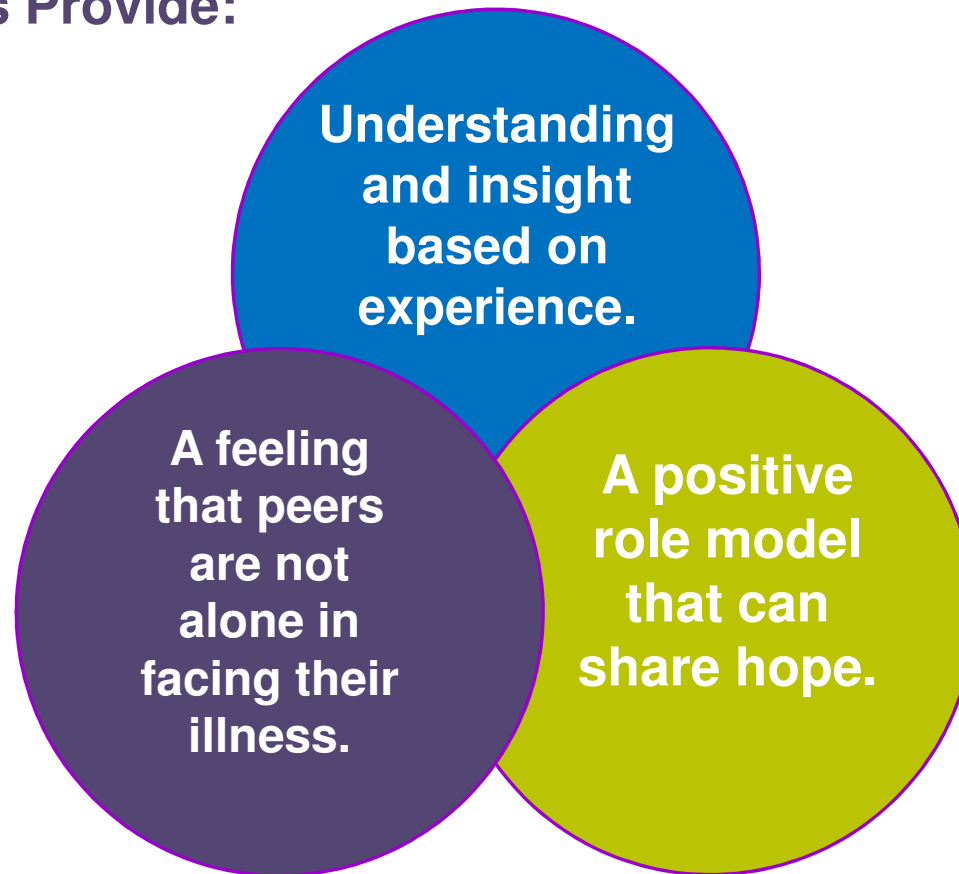 s Provide:
Understanding
and insight
based on
experience.
A feeling
that peers
are not
alone in
facing their
illness.
A positive
role model
that can
share hope.